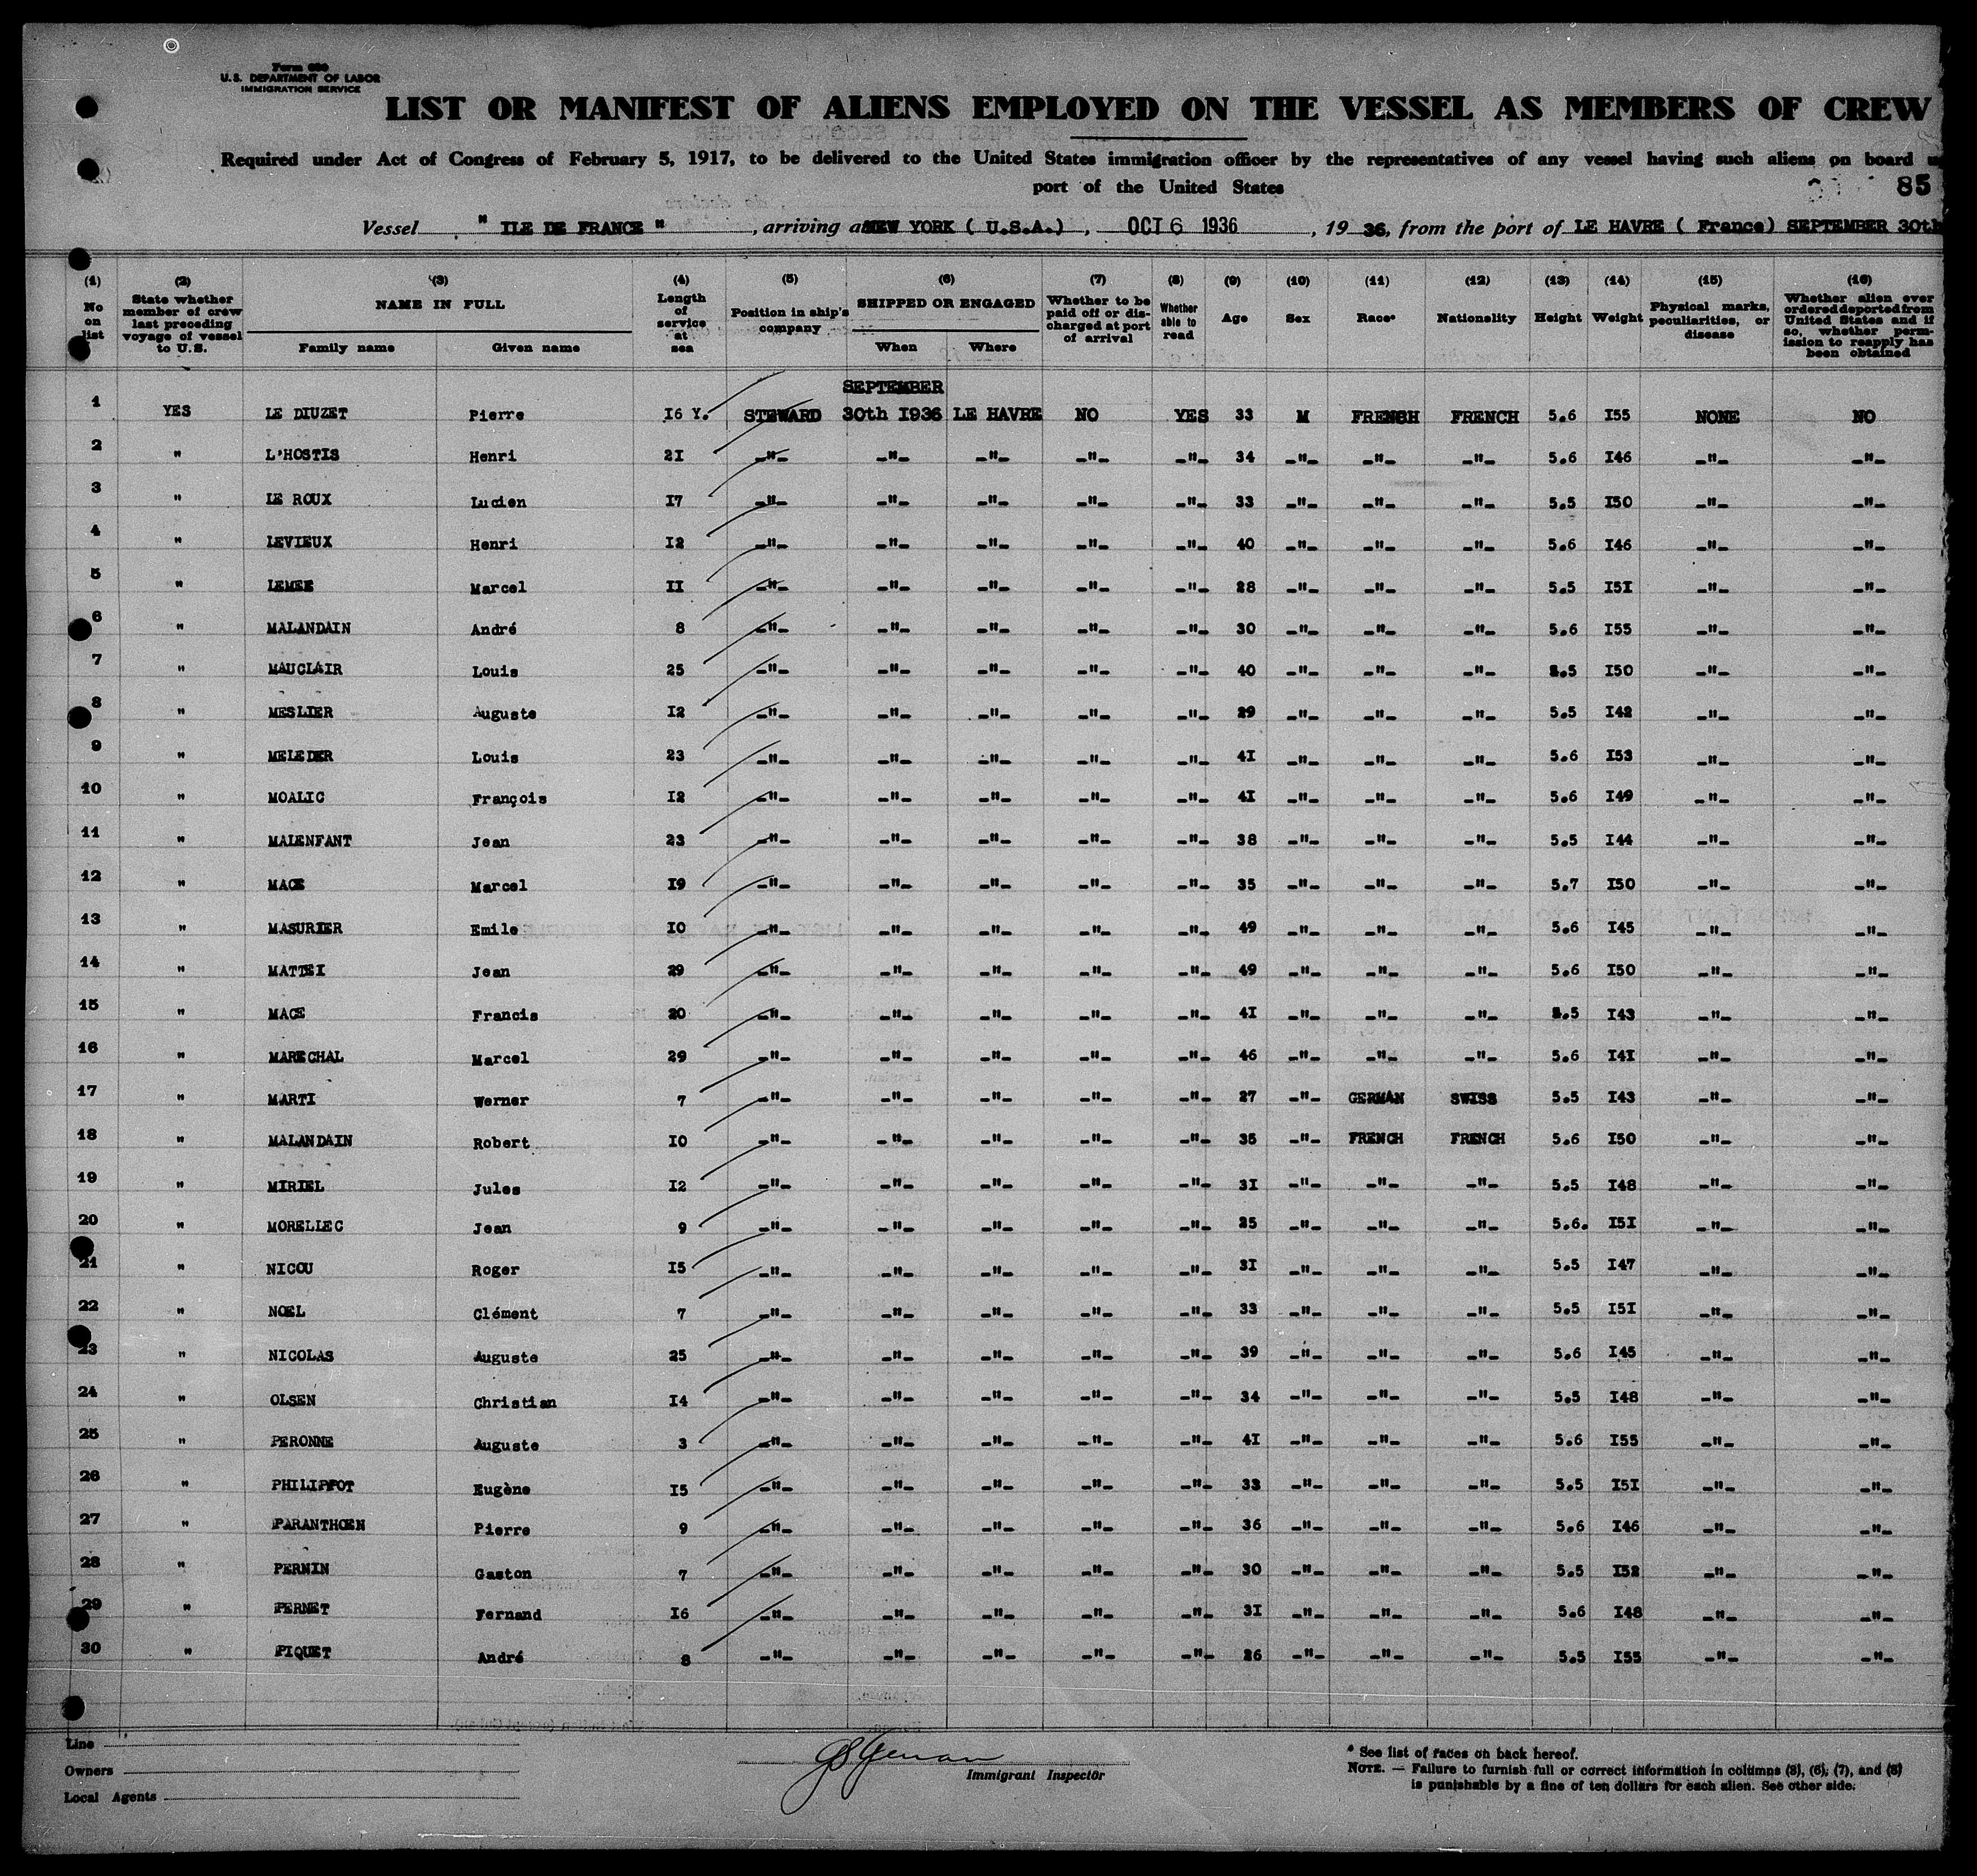 Form 680
U.S. DEPARTMENT OF LABOR
IMMIGRATION SERVICE
LIST OR MANIFEST OF ALIENS EMPLOYED ON THE VESSEL AS MEMBERS OF CREW
Required under Act of Congress of February 5, 1917, to be delivered to the United States immigration officer by the representatives of any vessel having such aliens on board
port of the United States
85
Vessel " ILE DE FRANCE " , arriving at NEW YORK ( U.S.A.) , OCT 6 1936 , 19 36, from the port of LE HAVRE ( France) SEPTEMBER 30th
(1) (2) (3) (4) (5) (6) (7) (8) (9) (10) (11) (12) (13) (14) (15) (16)
No on list State whether member of crew last preceding voyage of vessel to U.S. NAME IN FULL Family name Given name Length of service at sea Position in ship's company SHIPPED OR ENGAGED When Where Whether to be paid off or discharged at port of arrival Whether able to read Age Sex Race* Nationality Height Weight Physical marks, peculiarities, or disease Whether alien ever ordered deported from United States and if so, whether permission to reapply has been obtained
SEPTEMBER
1 YES LE DIUZET Pierre I6 Y. STEWARD 30th I936 LE HAVRE NO YES 33 M FRENCH FRENCH 5.6 I55 NONE NO
2 " L'HOSTIS Henri 2I -"- -"- -"- -"- -"- 34 -"- -"- -"- 5.6 I46 -"- -"-
3 " LE ROUX Lucien I7 -"- -"- -"- -"- -"- 33 -"- -"- -"- 5.5 I50 -"- -"-
4 " LEVIEUX Henri I2 -"- -"- -"- -"- -"- 40 -"- -"- -"- 5.6 I46 -"- -"-
5 " LEMEE Marcel II -"- -"- -"- -"- -"- 28 -"- -"- -"- 5.5 I5I -"- -"-
6 " MALANDAIN André 8 -"- -"- -"- -"- -"- 30 -"- -"- -"- 5.6 I55 -"- -"-
7 " MAUCLAIR Louis 25 -"- -"- -"- -"- -"- 40 -"- -"- -"- 5.5 I50 -"- -"-
8 " MESLIER Auguste I2 -"- -"- -"- -"- -"- 29 -"- -"- -"- 5.5 I42 -"- -"-
9 " MELEDER Louis 23 -"- -"- -"- -"- -"- 4I -"- -"- -"- 5.6 I53 -"- -"-
10 " MOALIC François I2 -"- -"- -"- -"- -"- 4I -"- -"- -"- 5.6 I49 -"- -"-
11 " MALENFANT Jean 23 -"- -"- -"- -"- -"- 38 -"- -"- -"- 5.5 I44 -"- -"-
12 " MACE Marcel I9 -"- -"- -"- -"- -"- 35 -"- -"- -"- 5.7 I50 -"- -"-
13 " MASURIER Emile I0 -"- -"- -"- -"- -"- 49 -"- -"- -"- 5.6 I45 -"- -"-
14 " MATTEI Jean 29 -"- -"- -"- -"- -"- 49 -"- -"- -"- 5.6 I50 -"- -"-
15 " MACE Francis 20 -"- -"- -"- -"- -"- 4I -"- -"- -"- 5.5 I43 -"- -"-
16 " MARECHAL Marcel 29 -"- -"- -"- -"- -"- 46 -"- -"- -"- 5.6 I4I -"- -"-
17 " MARTI Werner 7 -"- -"- -"- -"- -"- 27 -"- GERMAN SWISS 5.5 I43 -"- -"-
18 " MALANDAIN Robert I0 -"- -"- -"- -"- -"- 35 -"- FRENCH FRENCH 5.6 I50 -"- -"-
19 " MIRIEL Jules I2 -"- -"- -"- -"- -"- 3I -"- -"- -"- 5.5 I48 -"- -"-
20 " MORELLEC Jean 9 -"- -"- -"- -"- -"- 25 -"- -"- -"- 5.6. I5I -"- -"-
21 " NICOU Roger I5 -"- -"- -"- -"- -"- 3I -"- -"- -"- 5.5 I47 -"- -"-
22 " NOEL Clément 7 -"- -"- -"- -"- -"- 33 -"- -"- -"- 5.5 I5I -"- -"-
23 " NICOLAS Auguste 25 -"- -"- -"- -"- -"- 39 -"- -"- -"- 5.6 I45 -"- -"-
24 " OLSEN Christian I4 -"- -"- -"- -"- -"- 34 -"- -"- -"- 5.5 I48 -"- -"-
25 " PERONNE Auguste 3 -"- -"- -"- -"- -"- 4I -"- -"- -"- 5.6 I55 -"- -"-
26 " PHILIPPOT Eugène I5 -"- -"- -"- -"- -"- 33 -"- -"- -"- 5.5 I5I -"- -"-
27 " PARANTHOEN Pierre 9 -"- -"- -"- -"- -"- 36 -"- -"- -"- 5.6 I46 -"- -"-
28 " PERNIN Gaston 7 -"- -"- -"- -"- -"- 30 -"- -"- -"- 5.5 I52 -"- -"-
29 " PERNET Fernand I6 -"- -"- -"- -"- -"- 3I -"- -"- -"- 5.6 I48 -"- -"-
30 " PIQUET André 8 -"- -"- -"- -"- -"- 26 -"- -"- -"- 5.5 I55 -"- -"-
Line
Owners
Local Agents
Immigrant Inspector
* See list of races on back hereof.
NOTE. — Failure to furnish full or correct information in columns (3), (6), (7), and (8)
is punishable by a fine of ten dollars for each alien. See other side.